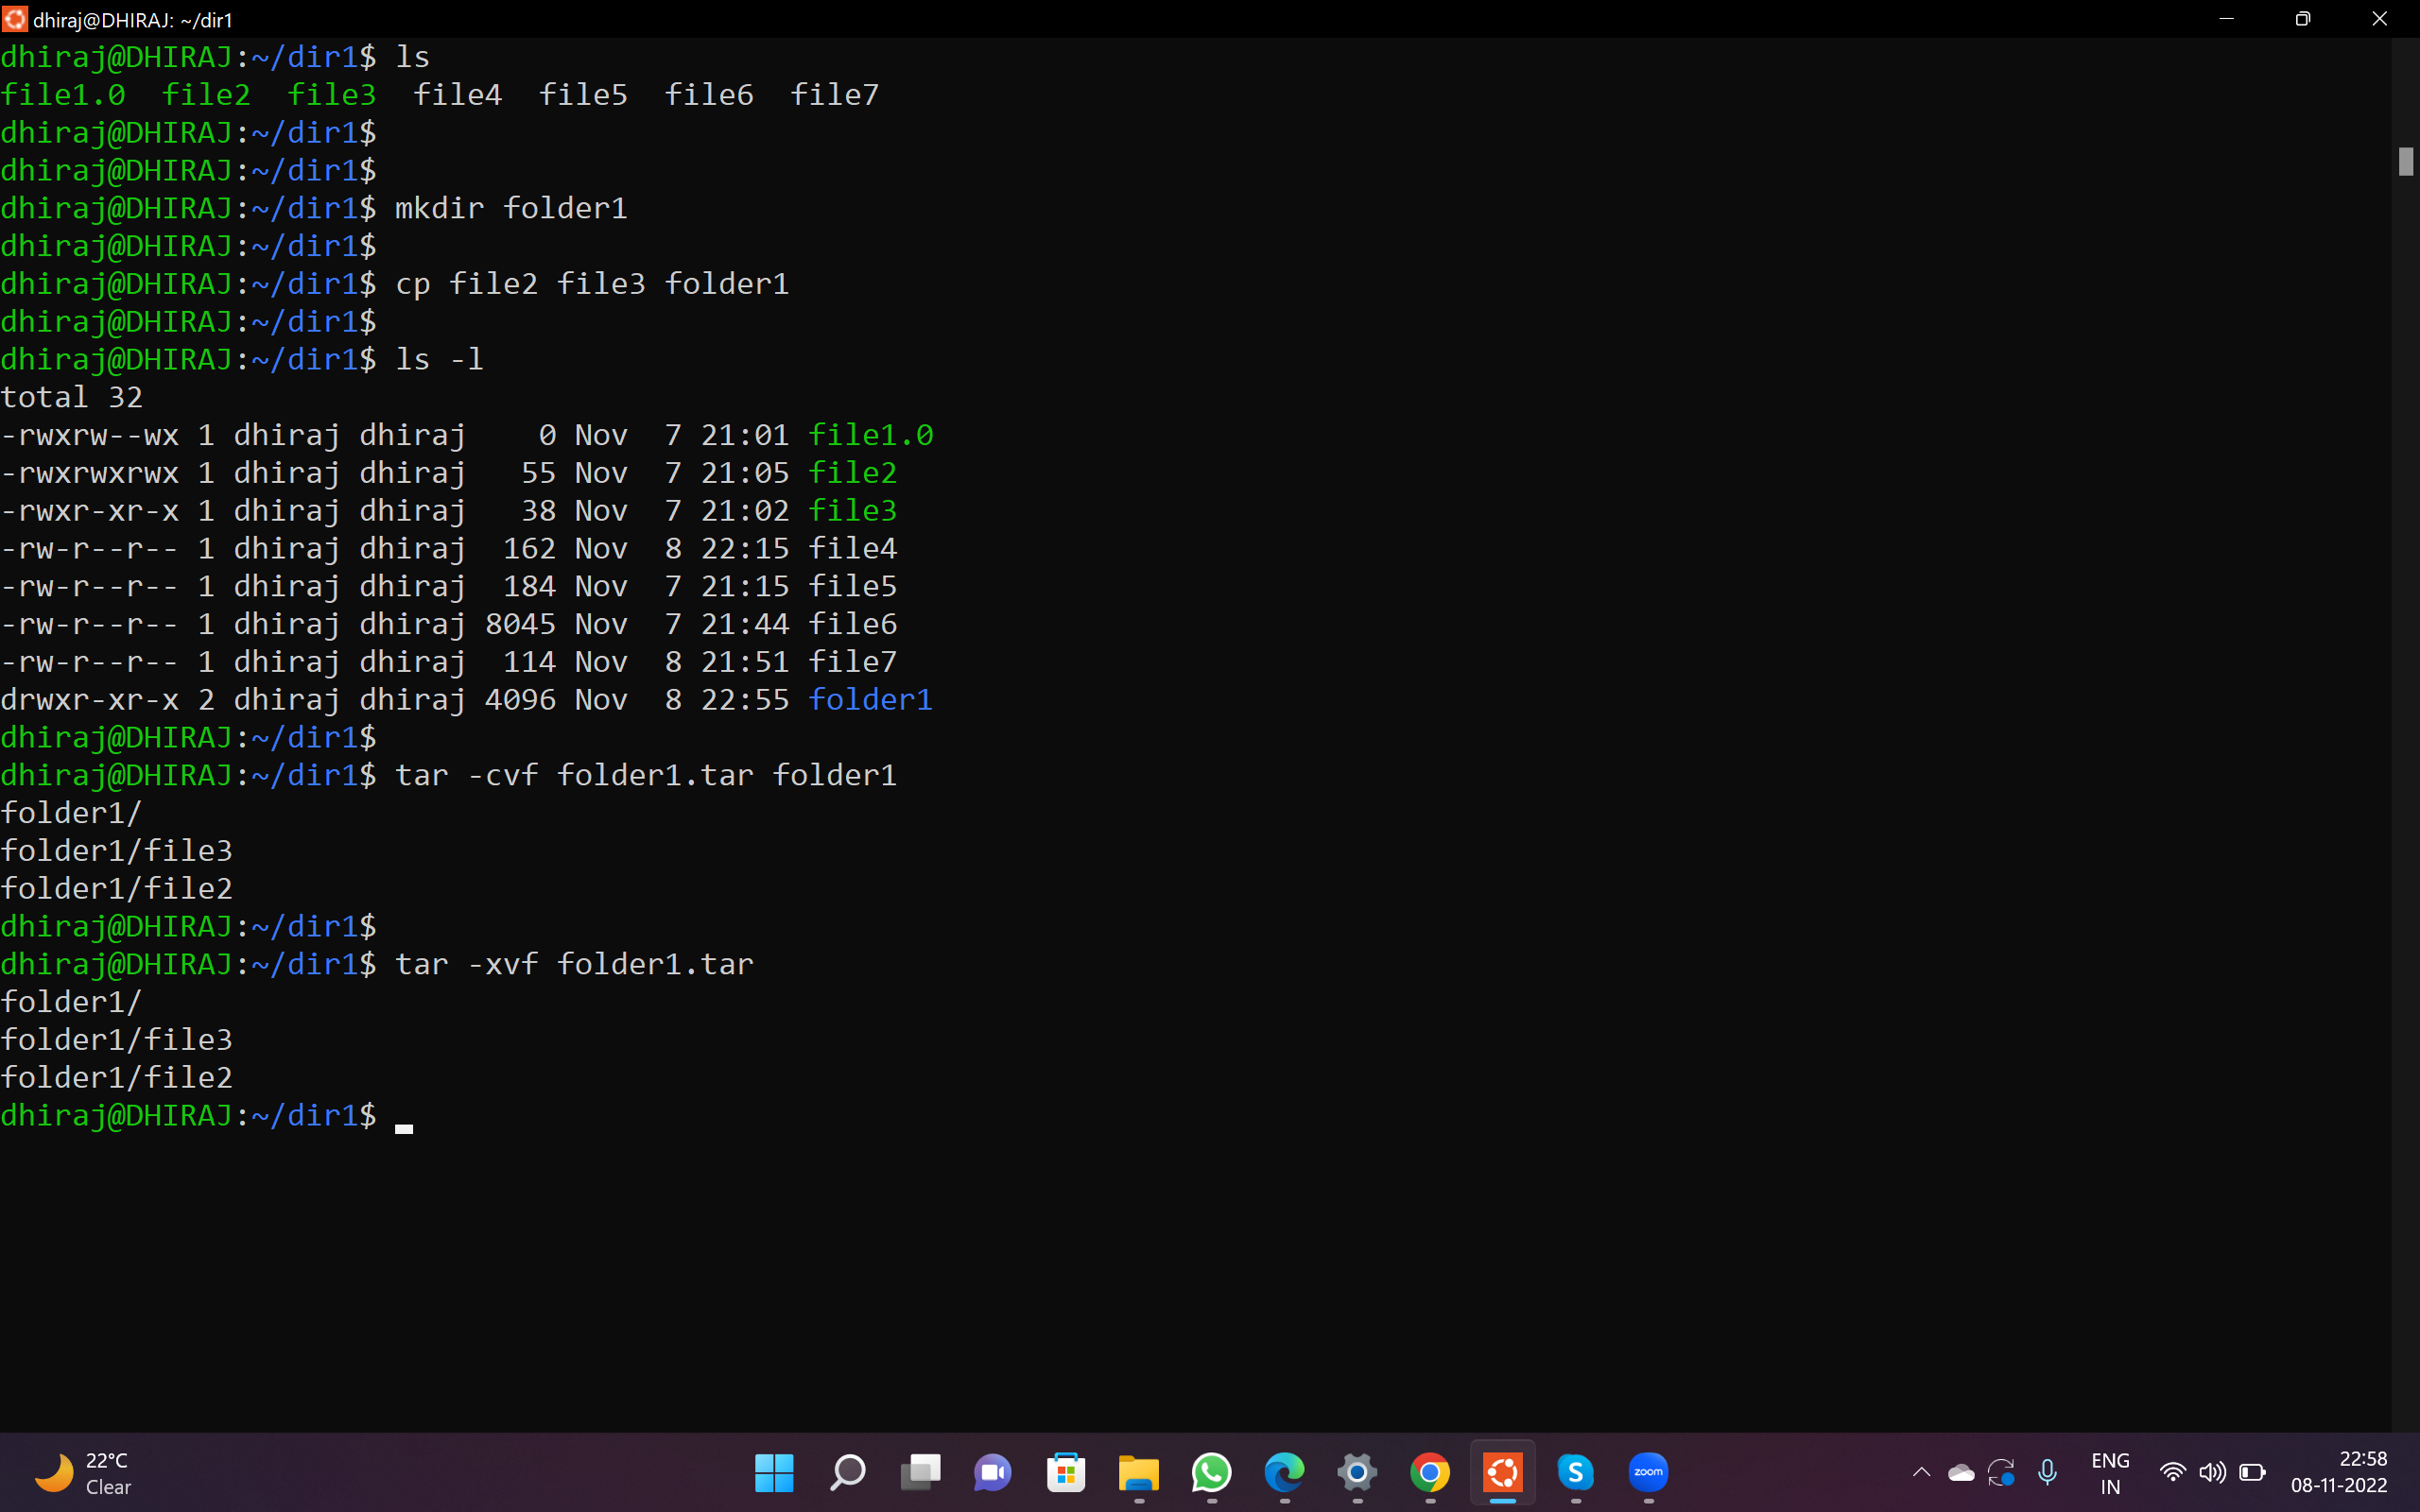 dhiraj@DHIRAJ: ~/dir1
dhiraj@DHIRAJ:~/dir1$ ls
file1.0  file2  file3  file4  file5  file6  file7
dhiraj@DHIRAJ:~/dir1$
dhiraj@DHIRAJ:~/dir1$
dhiraj@DHIRAJ:~/dir1$ mkdir folder1
dhiraj@DHIRAJ:~/dir1$
dhiraj@DHIRAJ:~/dir1$ cp file2 file3 folder1
dhiraj@DHIRAJ:~/dir1$
dhiraj@DHIRAJ:~/dir1$ ls -l
total 32
-rwxrw--wx 1 dhiraj dhiraj    0 Nov  7 21:01 file1.0
-rwxrwxrwx 1 dhiraj dhiraj   55 Nov  7 21:05 file2
-rwxr-xr-x 1 dhiraj dhiraj   38 Nov  7 21:02 file3
-rw-r--r-- 1 dhiraj dhiraj  162 Nov  8 22:15 file4
-rw-r--r-- 1 dhiraj dhiraj  184 Nov  7 21:15 file5
-rw-r--r-- 1 dhiraj dhiraj 8045 Nov  7 21:44 file6
-rw-r--r-- 1 dhiraj dhiraj  114 Nov  8 21:51 file7
drwxr-xr-x 2 dhiraj dhiraj 4096 Nov  8 22:55 folder1
dhiraj@DHIRAJ:~/dir1$
dhiraj@DHIRAJ:~/dir1$ tar -cvf folder1.tar folder1
folder1/
folder1/file3
folder1/file2
dhiraj@DHIRAJ:~/dir1$
dhiraj@DHIRAJ:~/dir1$ tar -xvf folder1.tar
folder1/
folder1/file3
folder1/file2
dhiraj@DHIRAJ:~/dir1$
22°C
Clear
S
zoom
ENG
IN
22:58
08-11-2022